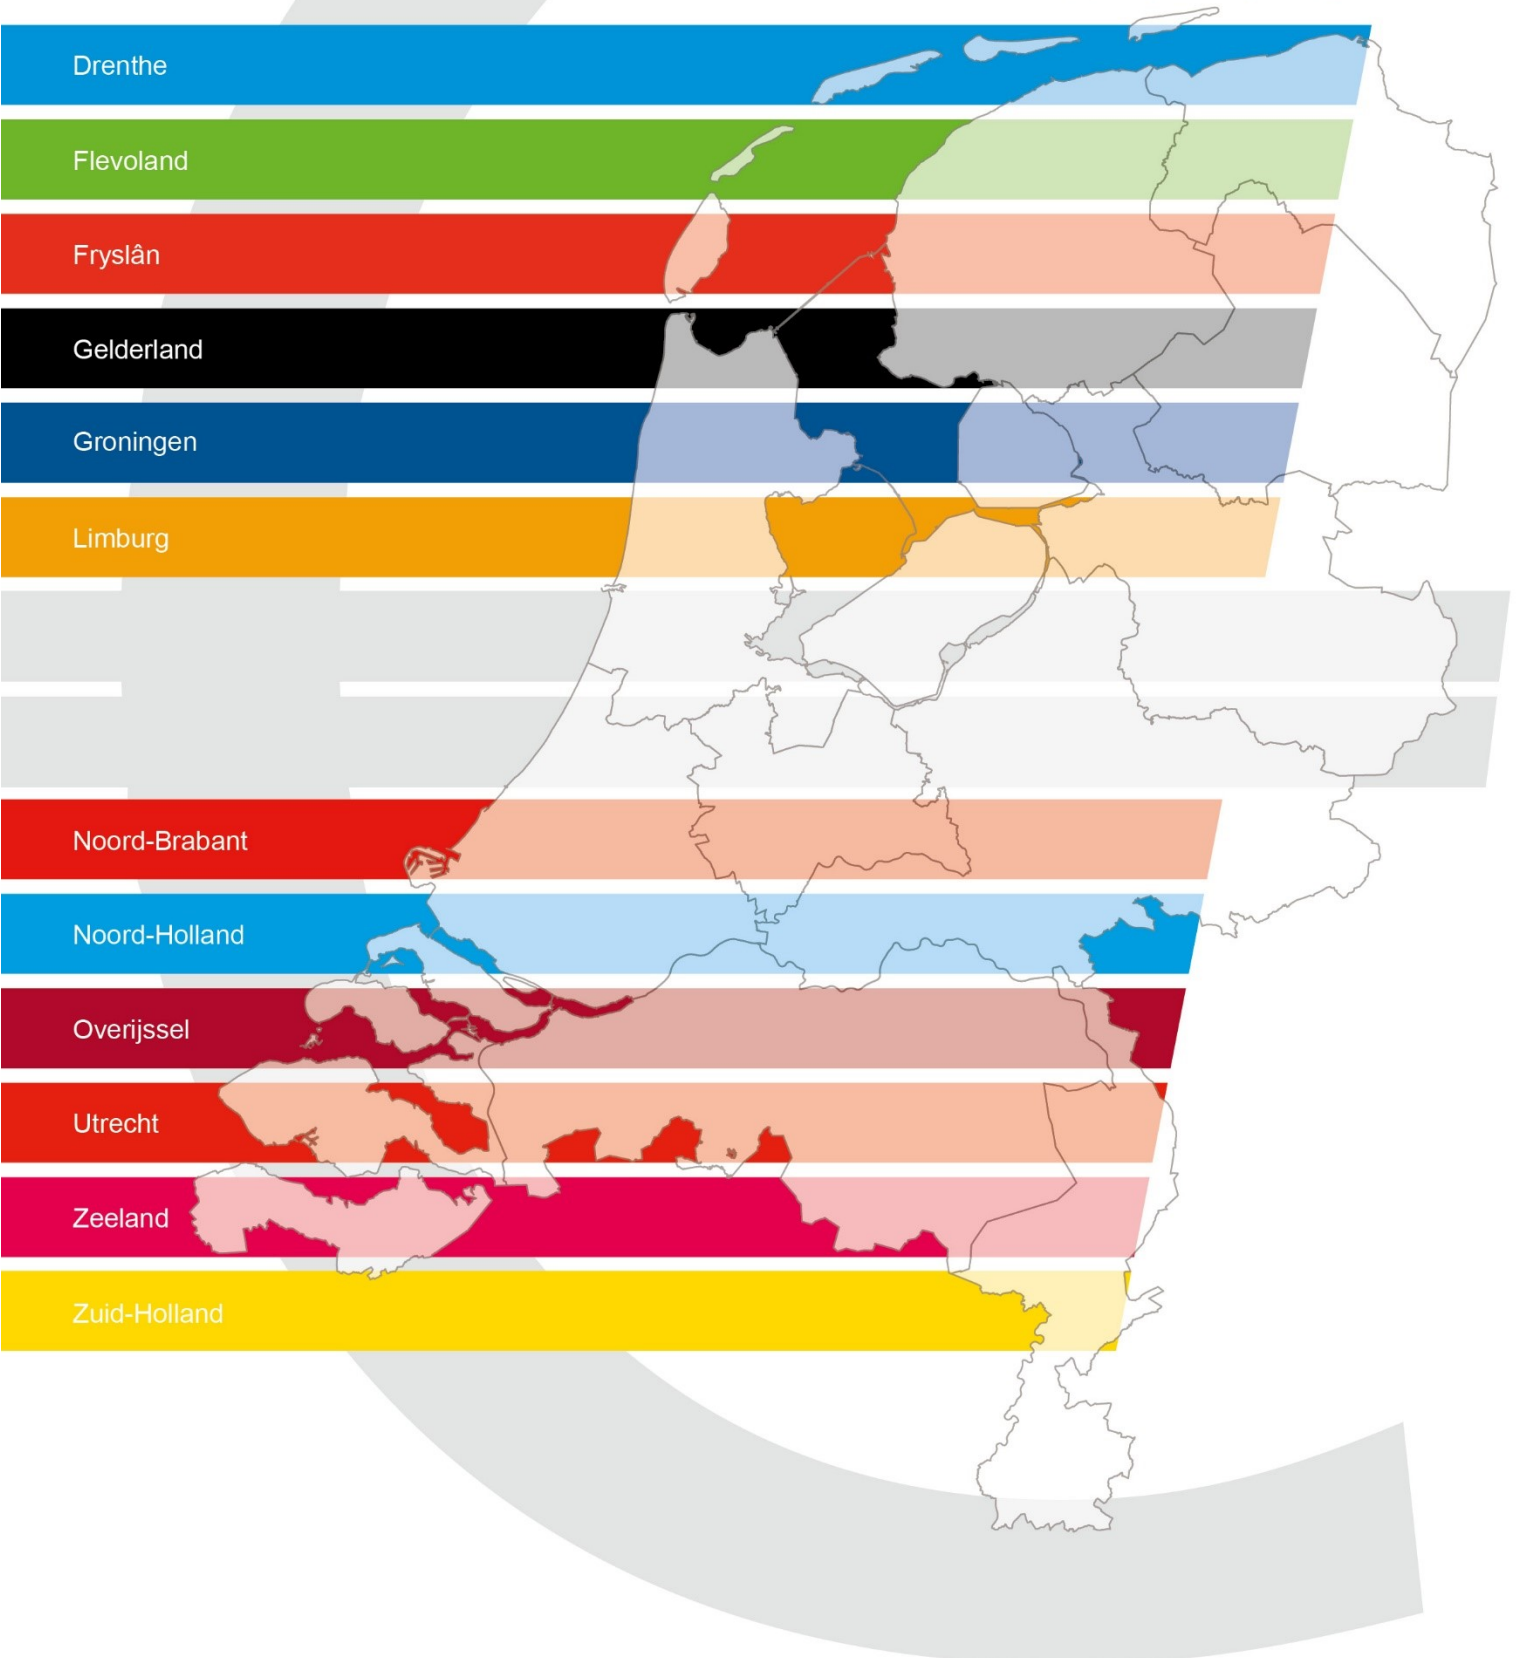 Drenthe
Flevoland
Fryslân
Gelderland
Groningen
Limburg
Noord-Brabant
Noord-Holland
Overijssel
Utrecht
Zeeland
Zuid-Holland